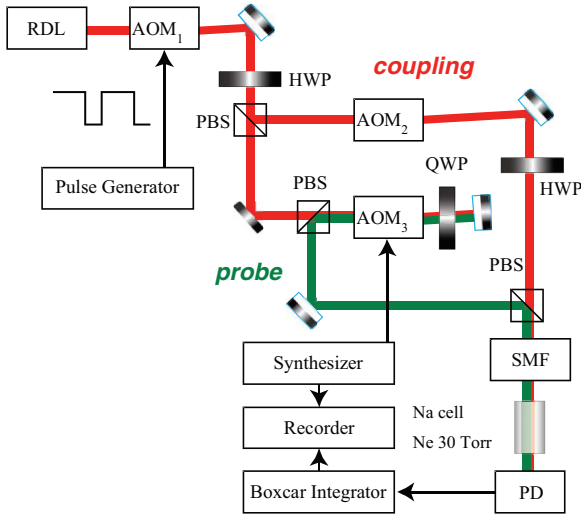 RDL
AOM₁
HWP
coupling
PBS
AOM₂
QWP
HWP
Pulse Generator
PBS
AOM₃
probe
PBS
Synthesizer
SMF
Recorder
Na cell
Ne 30 Torr
Boxcar Integrator
PD